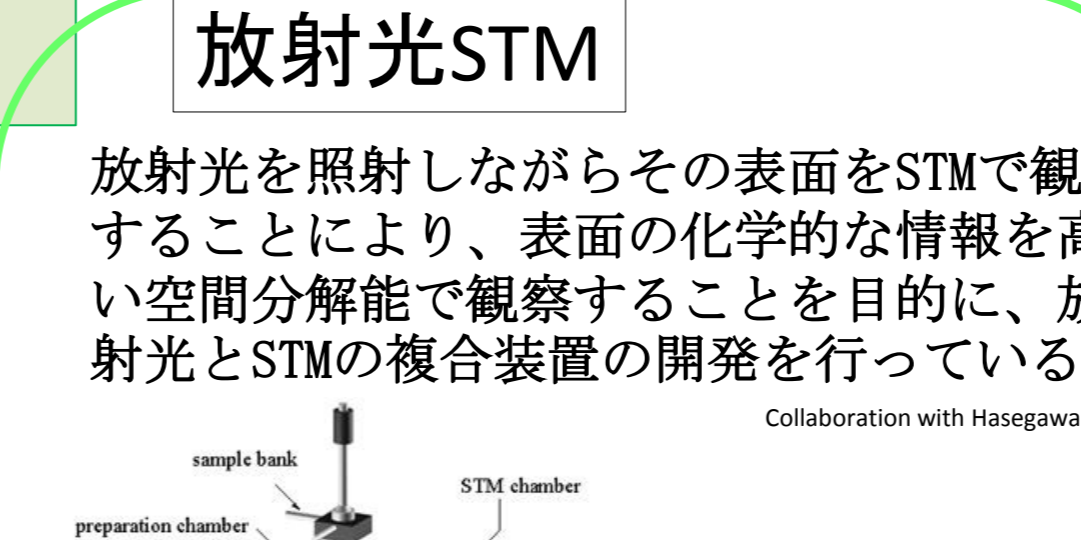 放射光STM
放射光を照射しながらその表面をSTMで観
することにより、表面の化学的な情報を高
い空間分解能で観察することを目的に、放
射光とSTMの複合装置の開発を行っている
Collaboration with Hasegawa
sample bank
STM chamber
preparation chamber